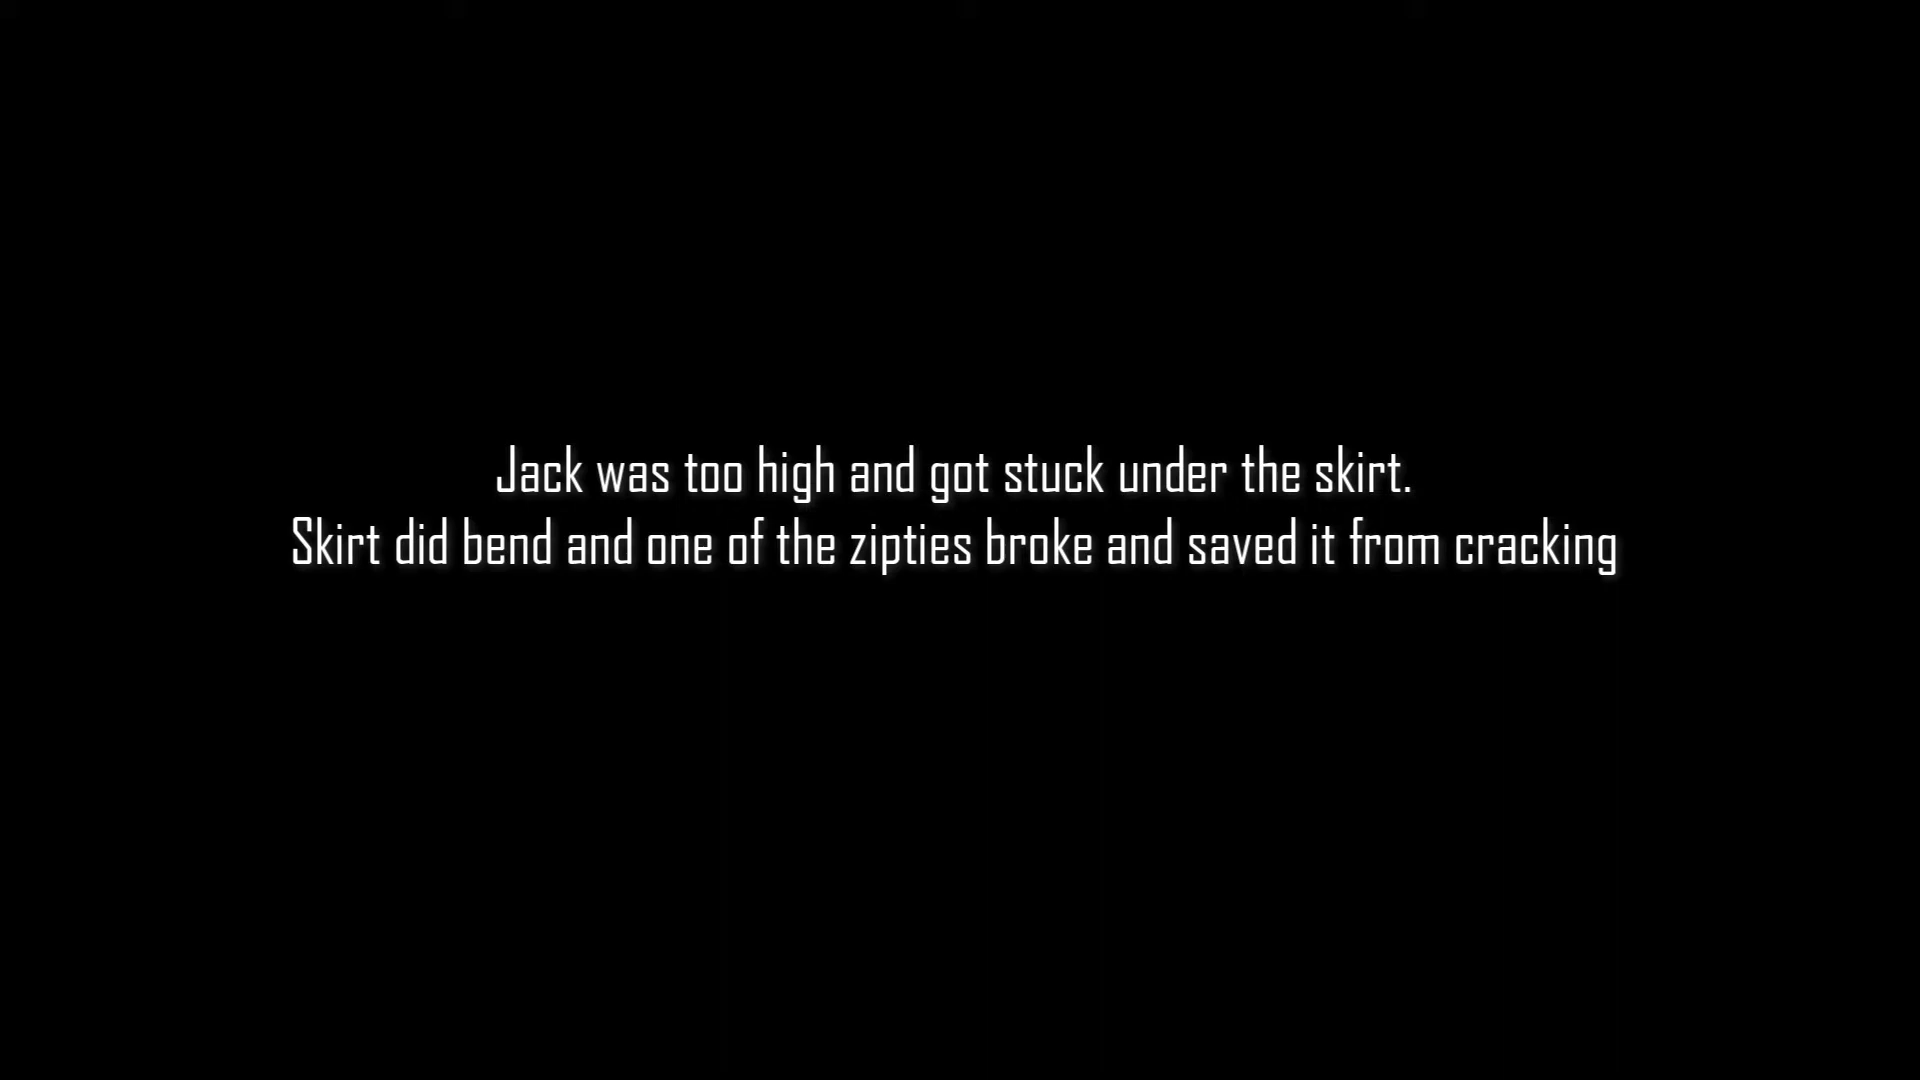 Jack was too high and got stuck under the skirt.
Skirt did bend and one of the zipties broke and saved it from cracking